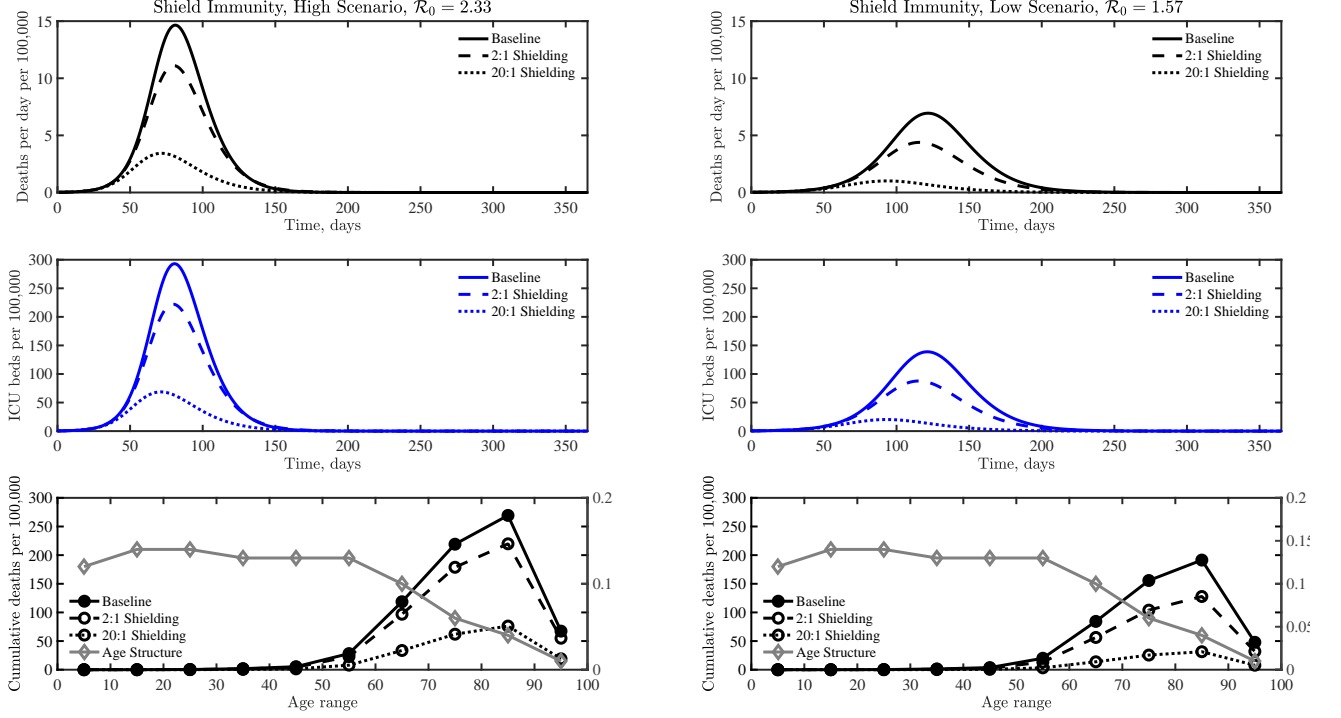 Shield Immunity, High Scenario, R₀ = 2.33
Deaths per day per 100,000
15
10
5
0
Baseline
2:1 Shielding
20:1 Shielding
0 50 100 150 200 250 300 350
Time, days
Shield Immunity, Low Scenario, R₀ = 1.57
Deaths per day per 100,000
15
10
5
0
Baseline
2:1 Shielding
20:1 Shielding
0 50 100 150 200 250 300 350
Time, days
ICU beds per 100,000
300
250
200
150
100
50
0
Baseline
2:1 Shielding
20:1 Shielding
0 50 100 150 200 250 300 350
Time, days
ICU beds per 100,000
300
250
200
150
100
50
0
Baseline
2:1 Shielding
20:1 Shielding
0 50 100 150 200 250 300 350
Time, days
Cumulative deaths per 100,000
300
250
200
150
100
50
0
Baseline
2:1 Shielding
20:1 Shielding
Age Structure
0.2
0.1
0
0 10 20 30 40 50 60 70 80 90 100
Age range
Cumulative deaths per 100,000
300
250
200
150
100
50
0
Baseline
2:1 Shielding
20:1 Shielding
Age Structure
0.2
0.15
0.1
0.05
0
0 10 20 30 40 50 60 70 80 90 100
Age range